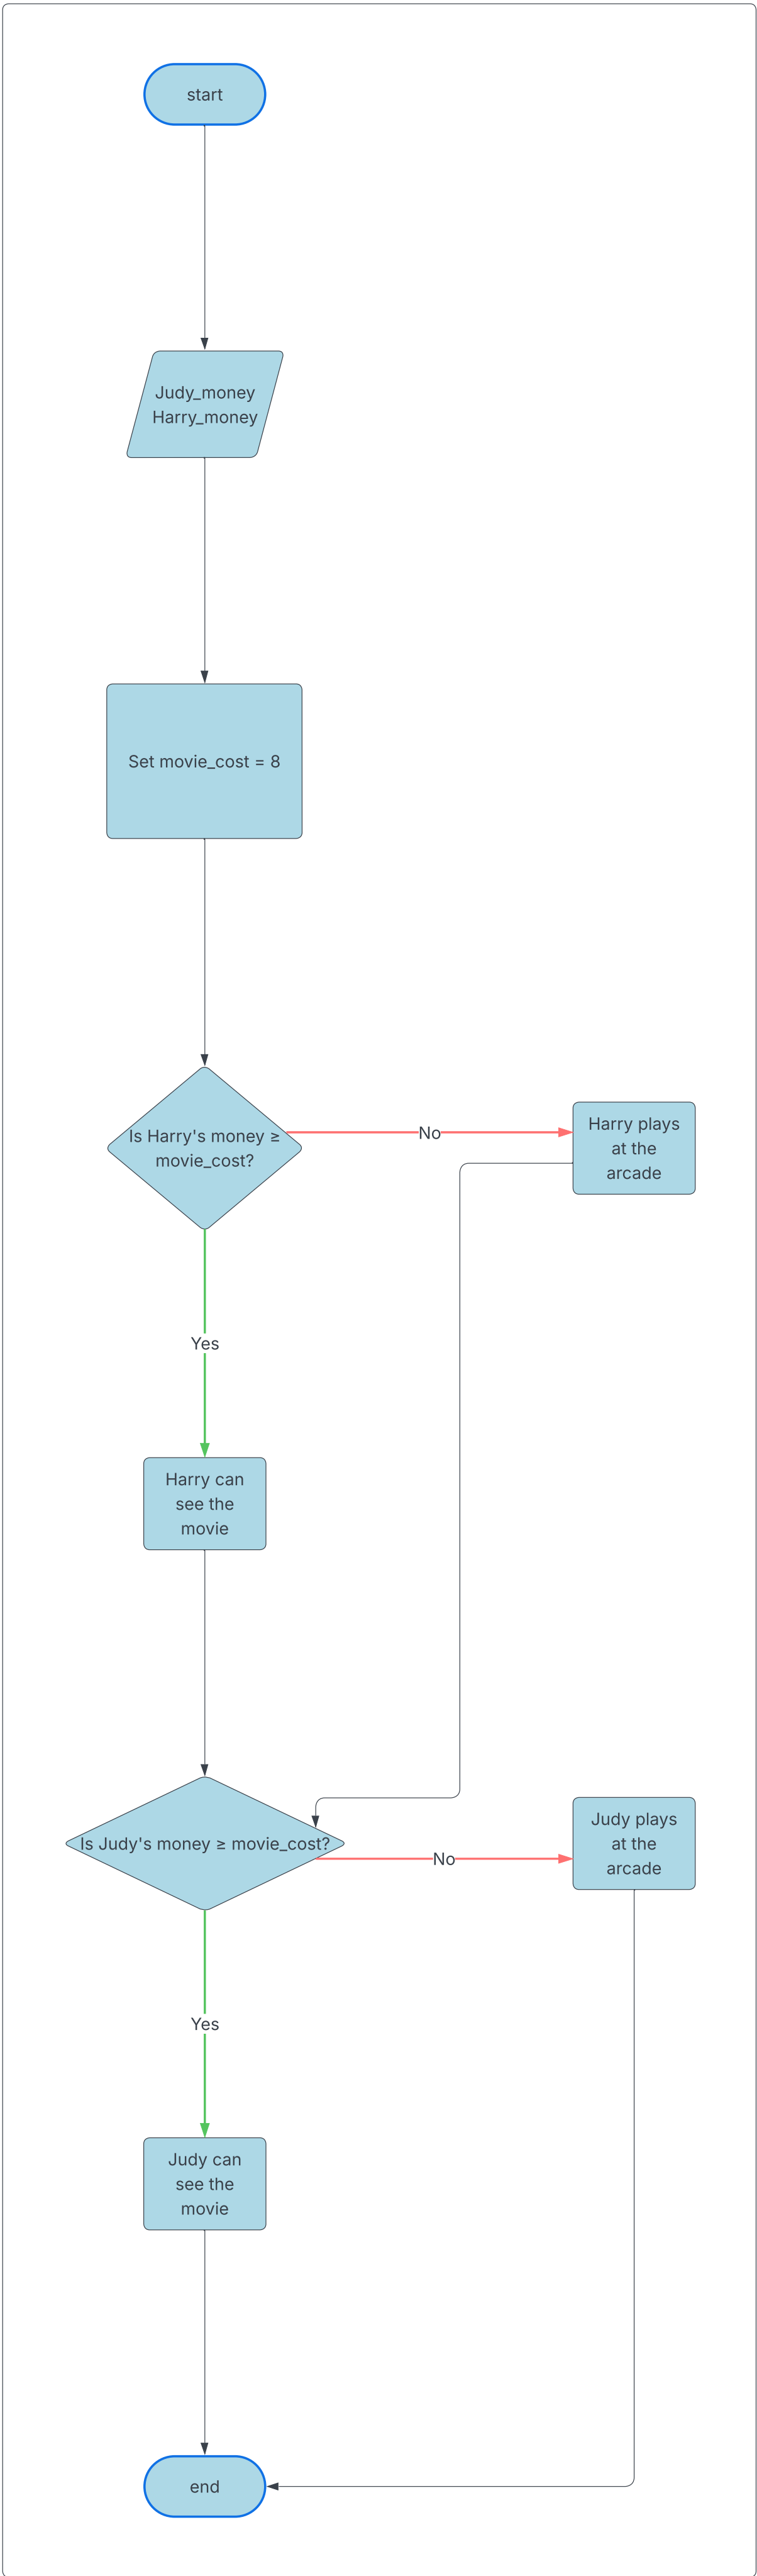 start
Judy_money
Harry_money
Set movie_cost = 8
Is Harry's money ≥
movie_cost?
No
Harry plays
at the
arcade
Yes
Harry can
see the
movie
Is Judy's money ≥ movie_cost?
No
Judy plays
at the
arcade
Yes
Judy can
see the
movie
end